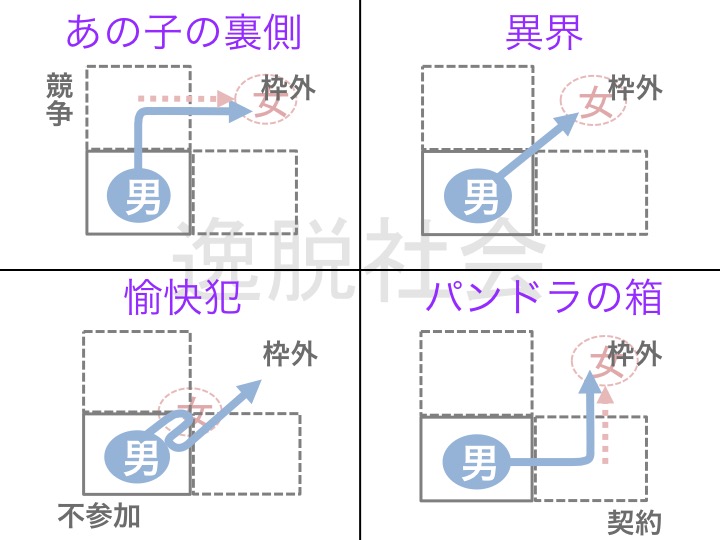 あの子の裏側
競争
枠外
女
男
異界
枠外
女
男
逸脱社会
愉快犯
枠外
女
男
不参加
パンドラの箱
枠外
女
男
契約